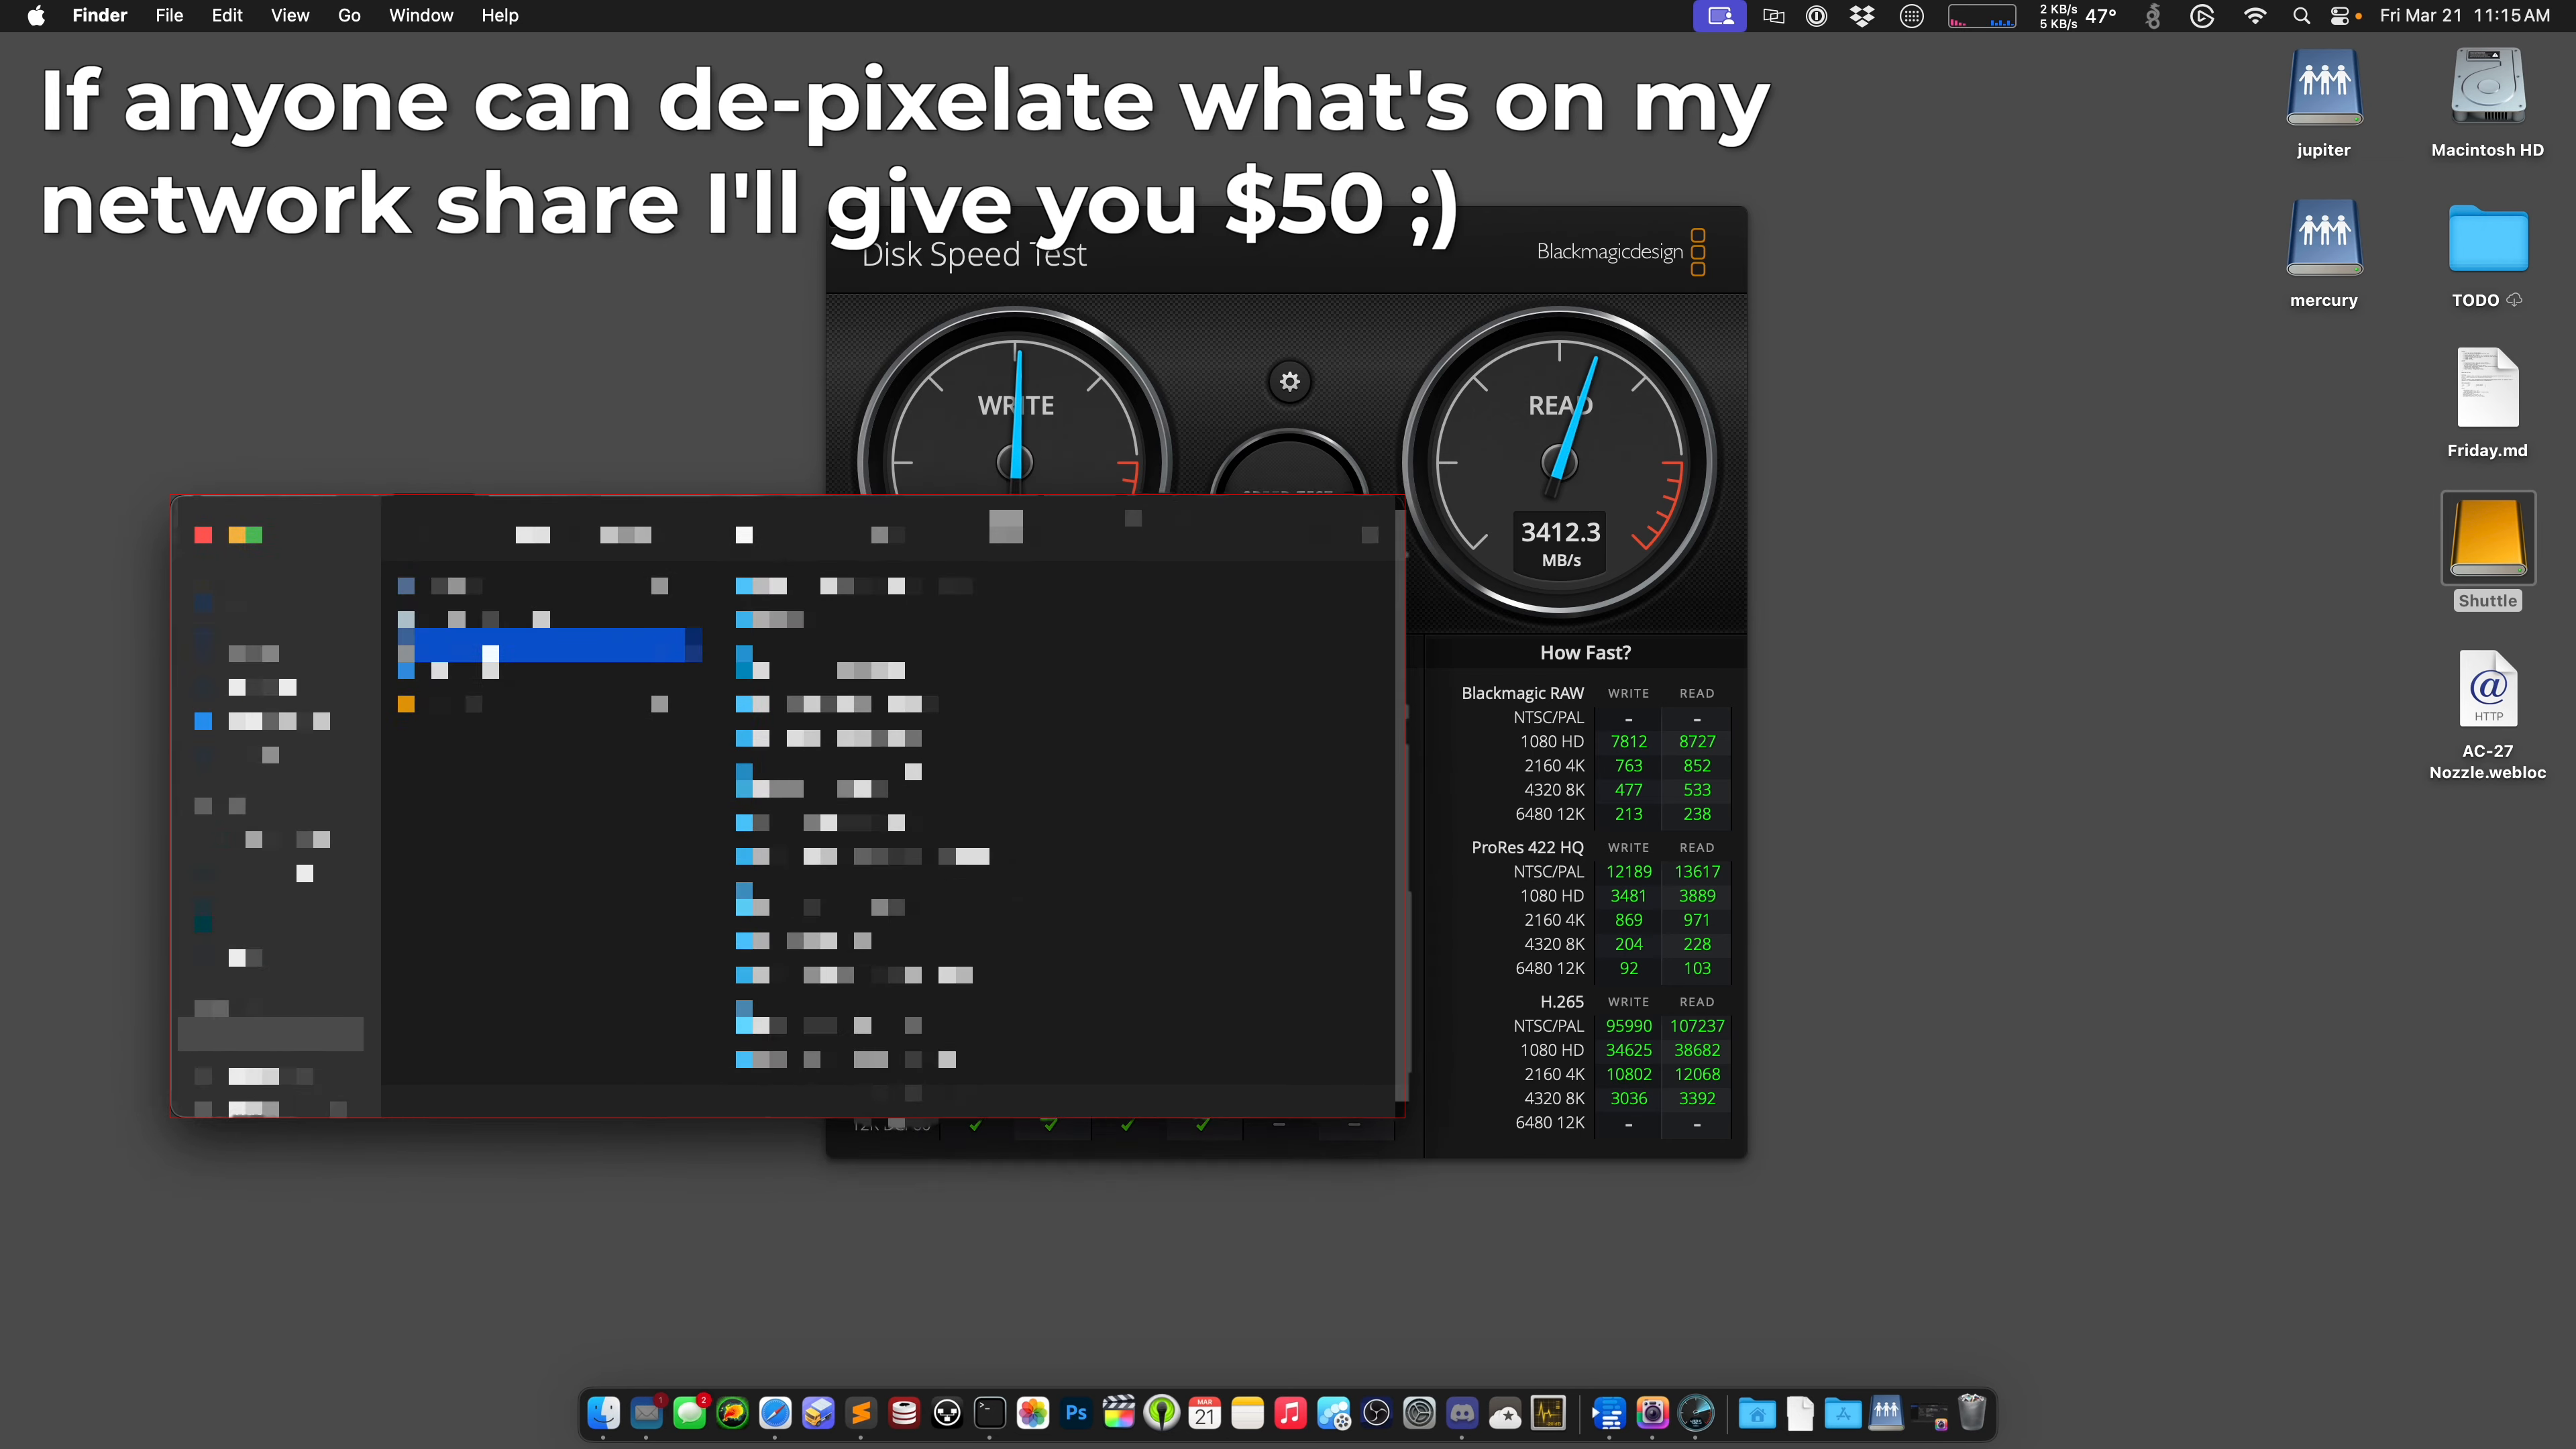 Finder File Edit View Go Window Help
2 KB/s
5 KB/s
47° Fri Mar 21 11:15 AM
If anyone can de-pixelate what's on my
network share I'll give you $50 ;)
Disk Speed Test
Blackmagicdesign
WRITE
READ
3412.3
MB/s
How Fast?
Blackmagic RAW WRITE READ
NTSC/PAL - -
1080 HD 7812 8727
2160 4K 763 852
4320 8K 477 533
6480 12K 213 238
ProRes 422 HQ WRITE READ
NTSC/PAL 12189 13617
1080 HD 3481 3889
2160 4K 869 971
4320 8K 204 228
6480 12K 92 103
H.265 WRITE READ
NTSC/PAL 95990 107237
1080 HD 34625 38682
2160 4K 10802 12068
4320 8K 3036 3392
6480 12K - -
jupiter
Macintosh HD
mercury
TODO
Friday.md
Shuttle
HTTP
AC-27
Nozzle.webloc
1
2
Ps
MAR
21